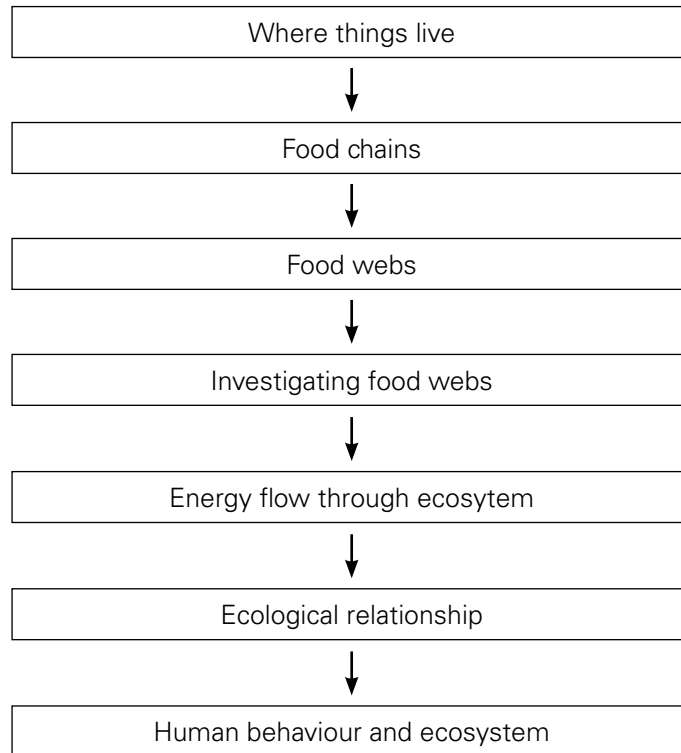 Where things live
Food chains
Food webs
Investigating food webs
Energy flow through ecosytem
Ecological relationship
Human behaviour and ecosystem